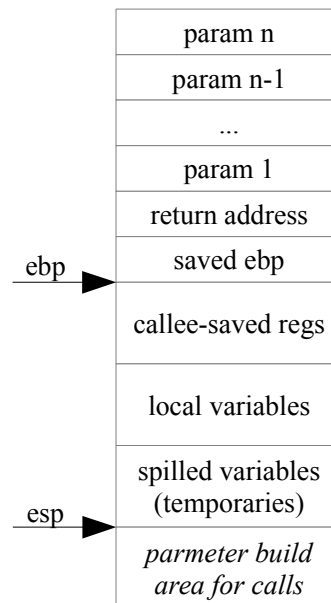 param n
param n-1
...
param 1
return address
saved ebp
ebp
callee-saved regs
local variables
spilled variables
(temporaries)
esp
parmeter build
area for calls